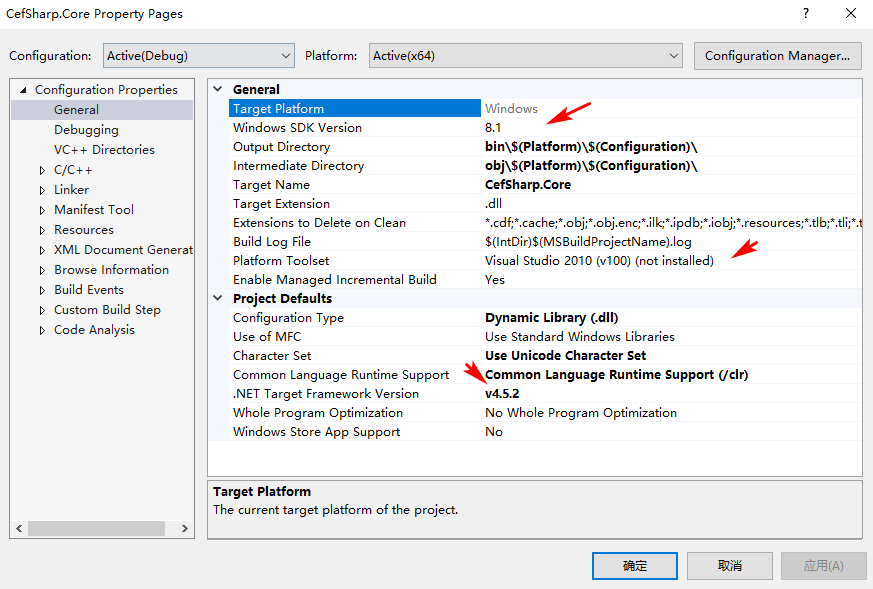 CefSharp.Core Property Pages
Configuration: Active(Debug) Platform: Active(x64) Configuration Manager...
Configuration Properties
General
Debugging
VC++ Directories
C/C++
Linker
Manifest Tool
Resources
XML Document Generat
Browse Information
Build Events
Custom Build Step
Code Analysis
General
Target Platform Windows
Windows SDK Version 8.1
Output Directory bin\$(Platform)\$(Configuration)\
Intermediate Directory obj\$(Platform)\$(Configuration)\
Target Name CefSharp.Core
Target Extension .dll
Extensions to Delete on Clean *.cdf;*.cache;*.obj;*.obj.enc;*.ilk;*.ipdb;*.iobj;*.resources;*.tlb;*.tli;*.t
Build Log File $(IntDir)$(MSBuildProjectName).log
Platform Toolset Visual Studio 2010 (v100) (not installed)
Enable Managed Incremental Build Yes
Project Defaults
Configuration Type Dynamic Library (.dll)
Use of MFC Use Standard Windows Libraries
Character Set Use Unicode Character Set
Common Language Runtime Support Common Language Runtime Support (/clr)
.NET Target Framework Version v4.5.2
Whole Program Optimization No Whole Program Optimization
Windows Store App Support No
Target Platform
The current target platform of the project.
确定 取消 应用(A)